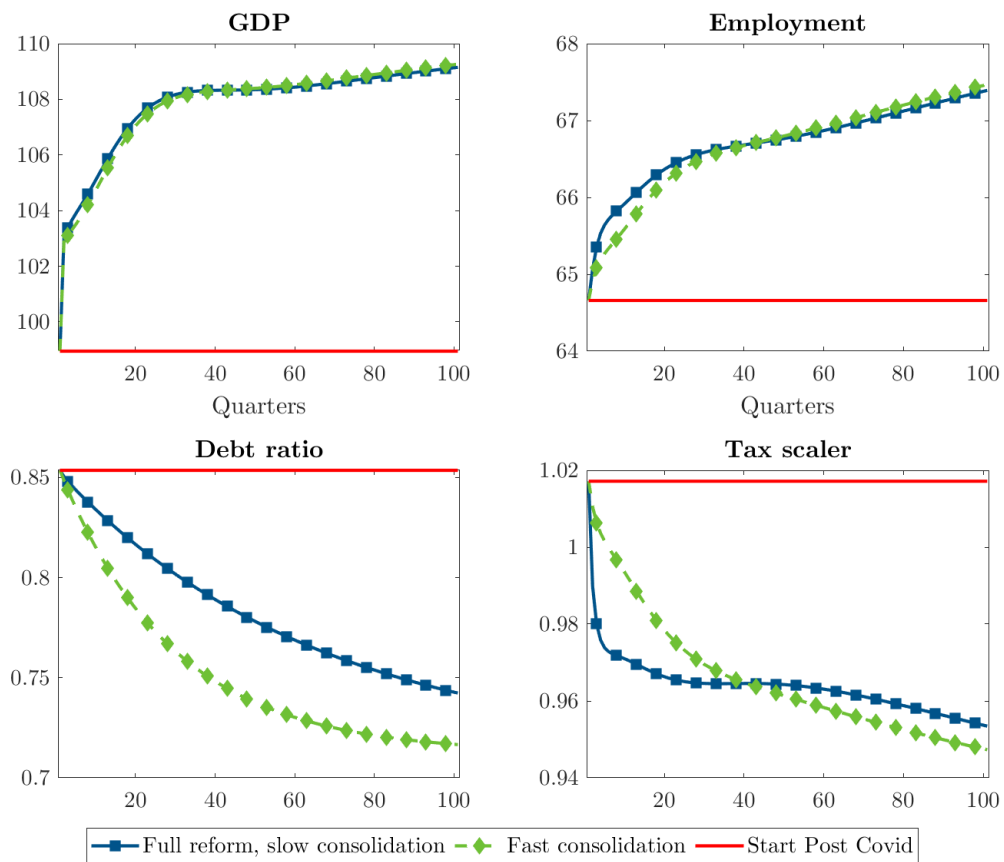 GDP
110
108
106
104
102
100
20 40 60 80 100
Quarters
Employment
68
67
66
65
64
20 40 60 80 100
Quarters
Debt ratio
0.85
0.8
0.75
0.7
20 40 60 80 100
Tax scaler
1.02
1
0.98
0.96
0.94
20 40 60 80 100
Full reform, slow consolidation Fast consolidation Start Post Covid